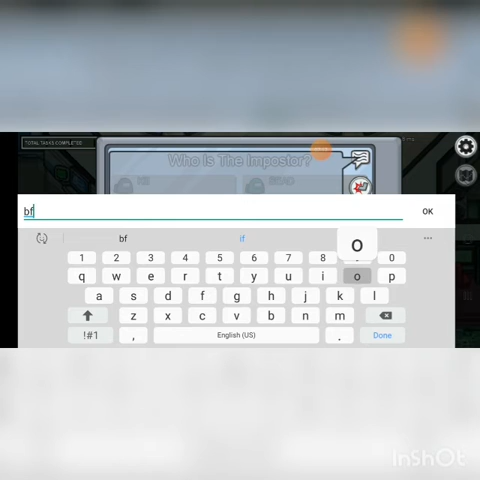 TOTAL TASKS COMPLETED
Who Is The Impostor?
bf
OK
bf
if
O
1 2 3 4 5 6 7 8 0
q w e r t y u i o p
a s d f g h j k l
z x c v b n m
!#1 , English (US) . Done
InShOt